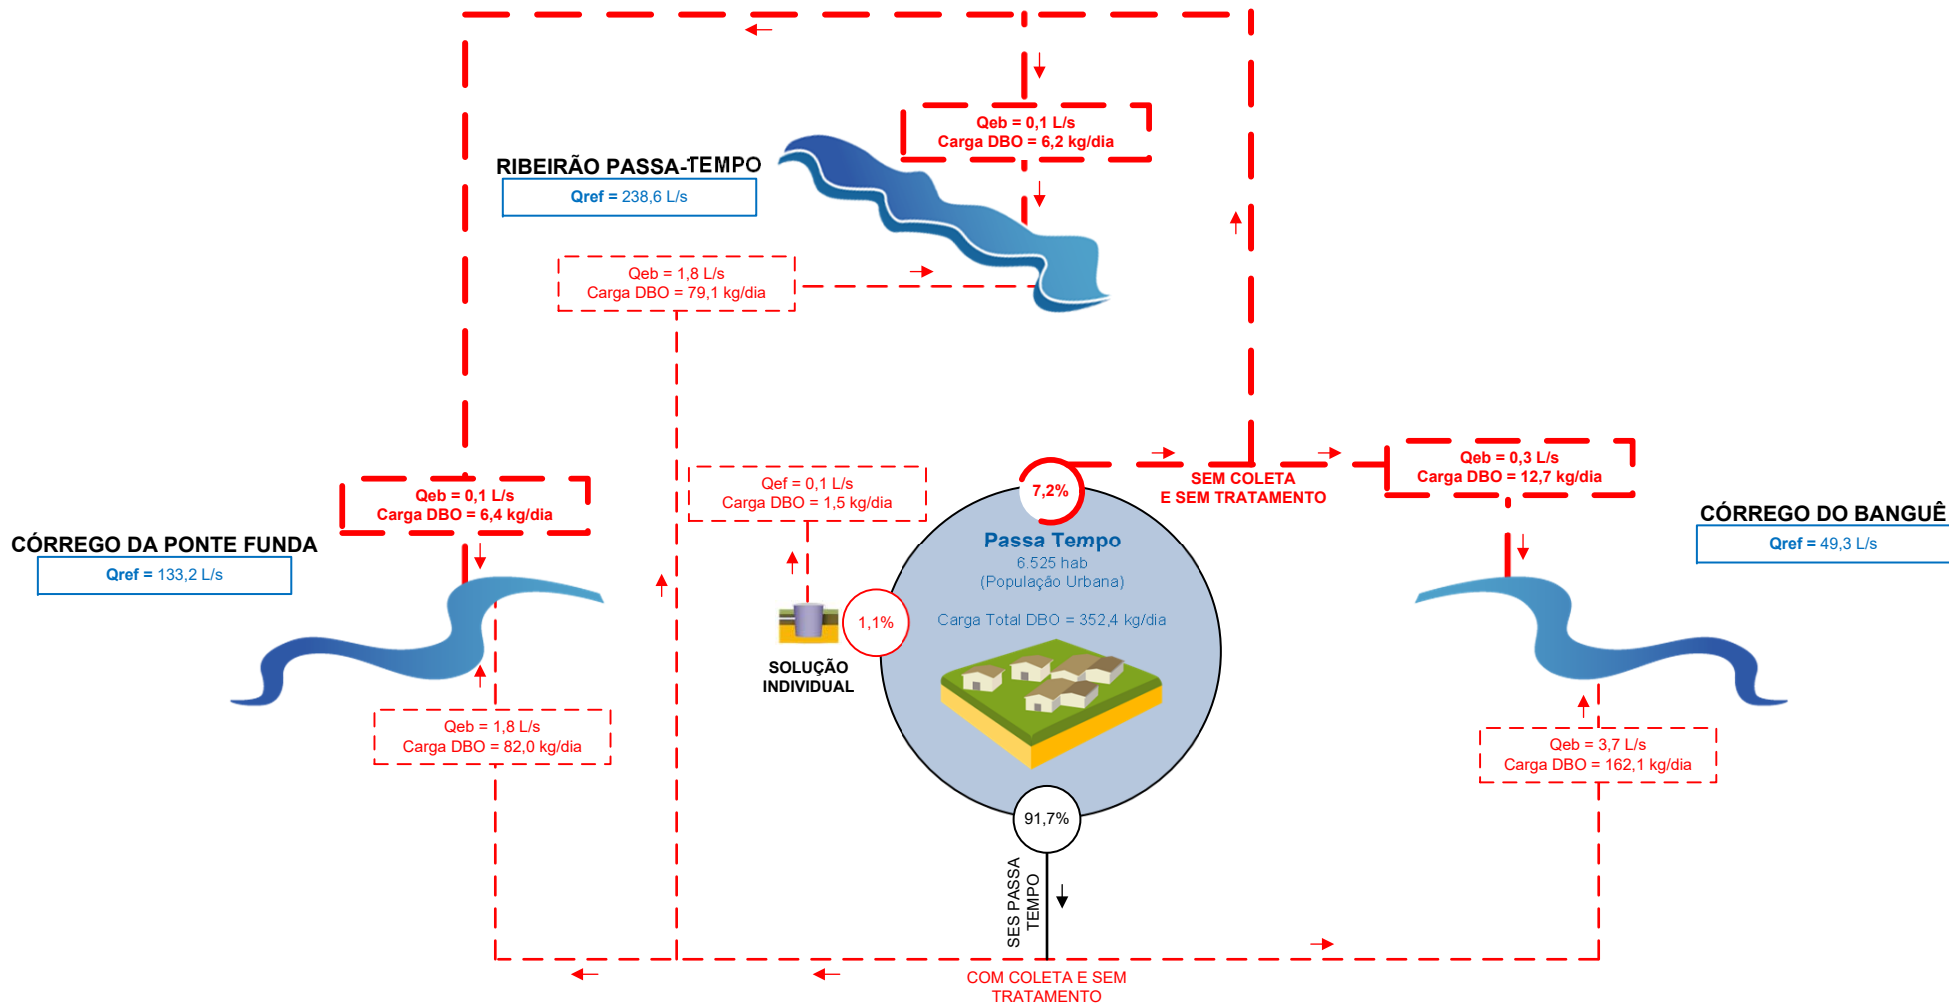 Qeb = 0,1 L/s
Carga DBO = 6,2 kg/dia
RIBEIRÃO PASSA-TEMPO
Qref = 238,6 L/s
Qeb = 1,8 L/s
Carga DBO = 79,1 kg/dia
Qeb = 0,1 L/s
Carga DBO = 6,4 kg/dia
CÓRREGO DA PONTE FUNDA
Qref = 133,2 L/s
Qef = 0,1 L/s
Carga DBO = 1,5 kg/dia
7,2%
SEM COLETA
E SEM TRATAMENTO
Qeb = 0,3 L/s
Carga DBO = 12,7 kg/dia
CÓRREGO DO BANGUÊ
Qref = 49,3 L/s
Passa Tempo
6.525 hab
(População Urbana)
Carga Total DBO = 352,4 kg/dia
1,1%
SOLUÇÃO
INDIVIDUAL
Qeb = 1,8 L/s
Carga DBO = 82,0 kg/dia
Qeb = 3,7 L/s
Carga DBO = 162,1 kg/dia
91,7%
SES PASSA
TEMPO
COM COLETA E SEM
TRATAMENTO